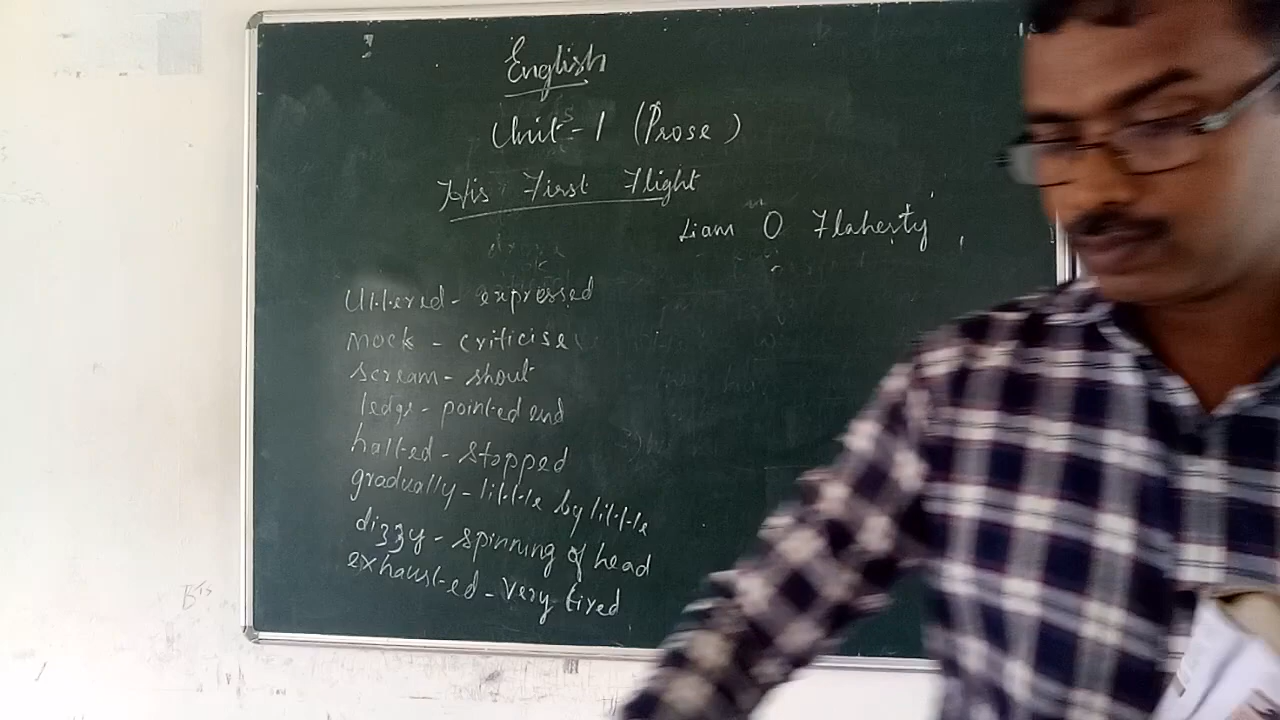 English
Unit-1 (Prose)
His First Flight
Liam O Flaherty
Uttered - expressed
mock - criticise
scream - shout
ledge - pointed end
halted - stopped
gradually - little by little
dizzy - spinning of head
exhausted - very tired